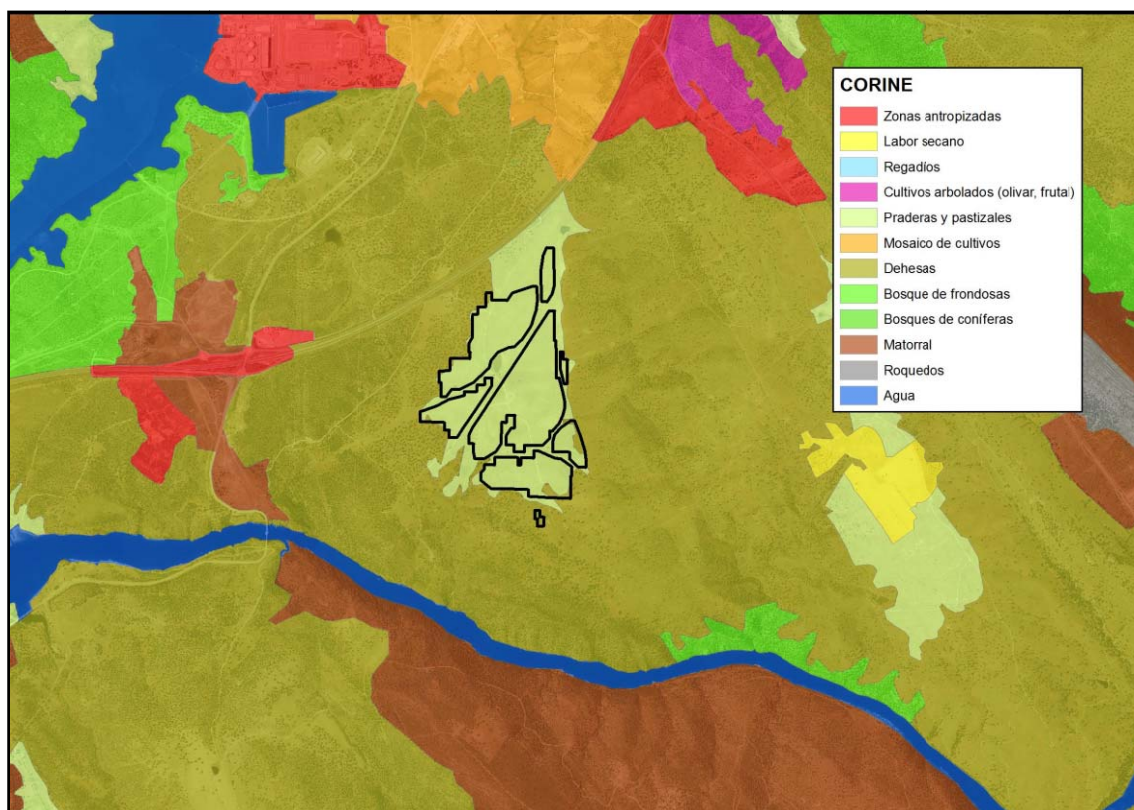 CORINE
Zonas antropizadas
Labor secano
Regadíos
Cultivos arbolados (olivar, frutal)
Praderas y pastizales
Mosaico de cultivos
Dehesas
Bosque de frondosas
Bosques de coníferas
Matorral
Roquedos
Agua